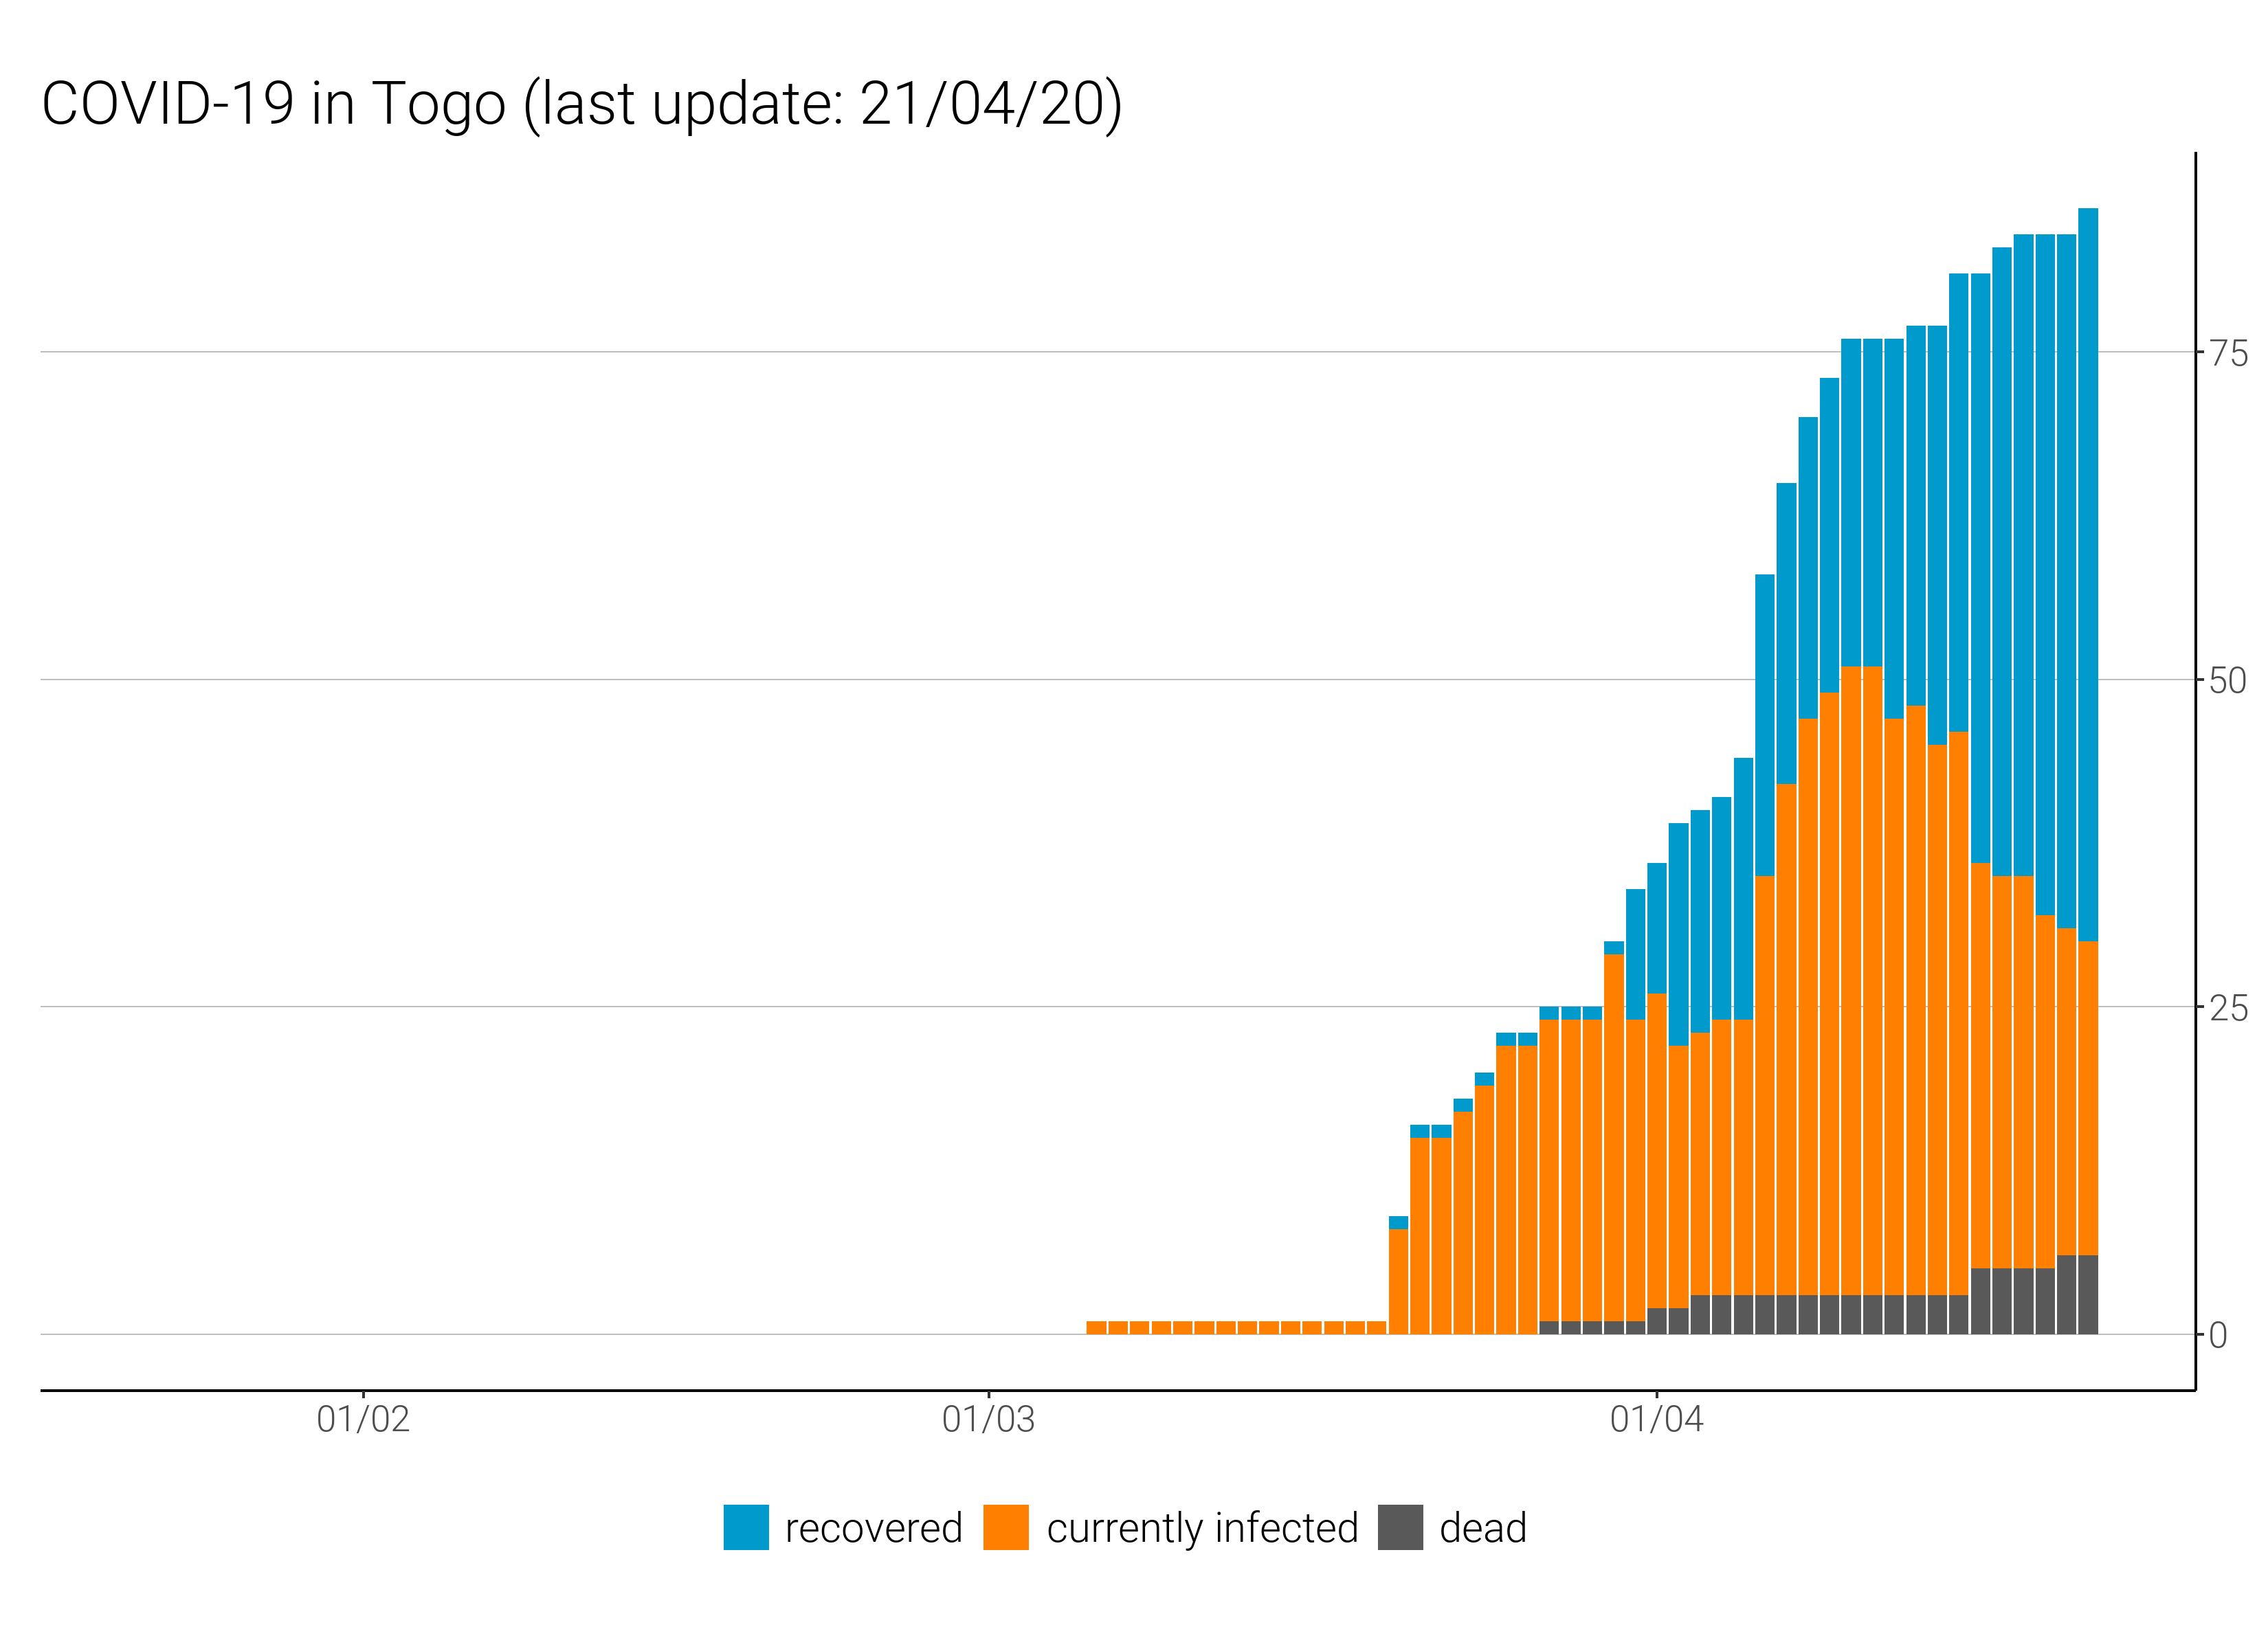 COVID-19 in Togo (last update: 21/04/20)
75
50
25
0
01/02 01/03 01/04
recovered currently infected dead